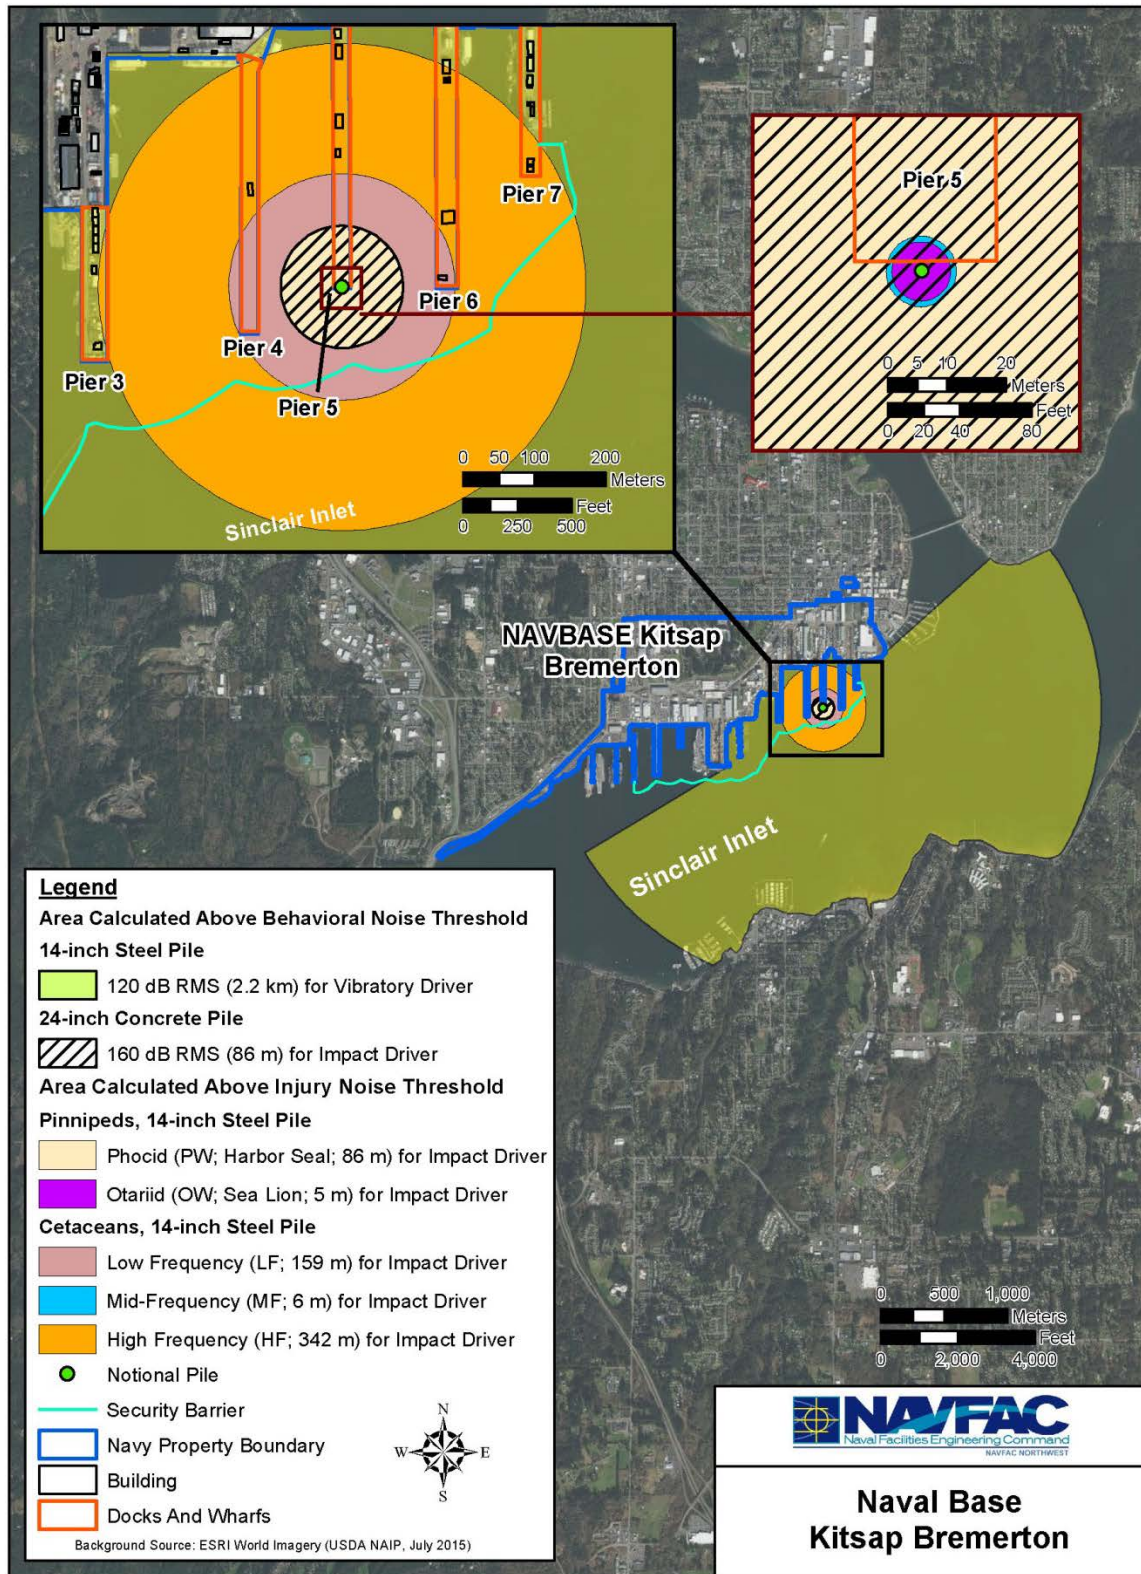 Pier 7
Pier 6
Pier 4
Pier 3
Pier 5
0 50 100 200
Meters
Feet
0 250 500
Sinclair Inlet
Pier 5
0 5 10 20
Meters
Feet
0 20 40 80
NAVBASE Kitsap
Bremerton
Sinclair Inlet
Legend
Area Calculated Above Behavioral Noise Threshold
14-inch Steel Pile
120 dB RMS (2.2 km) for Vibratory Driver
24-inch Concrete Pile
160 dB RMS (86 m) for Impact Driver
Area Calculated Above Injury Noise Threshold
Pinnipeds, 14-inch Steel Pile
Phocid (PW; Harbor Seal; 86 m) for Impact Driver
Otariid (OW; Sea Lion; 5 m) for Impact Driver
Cetaceans, 14-inch Steel Pile
Low Frequency (LF; 159 m) for Impact Driver
Mid-Frequency (MF; 6 m) for Impact Driver
High Frequency (HF; 342 m) for Impact Driver
Notional Pile
Security Barrier
Navy Property Boundary
Building
Docks And Wharfs
N
W E
S
Background Source: ESRI World Imagery (USDA NAIP, July 2015)
0 500 1,000
Meters
Feet
0 2,000 4,000
NAVFAC
Naval Facilities Engineering Command
NAVFAC NORTHWEST
Naval Base
Kitsap Bremerton